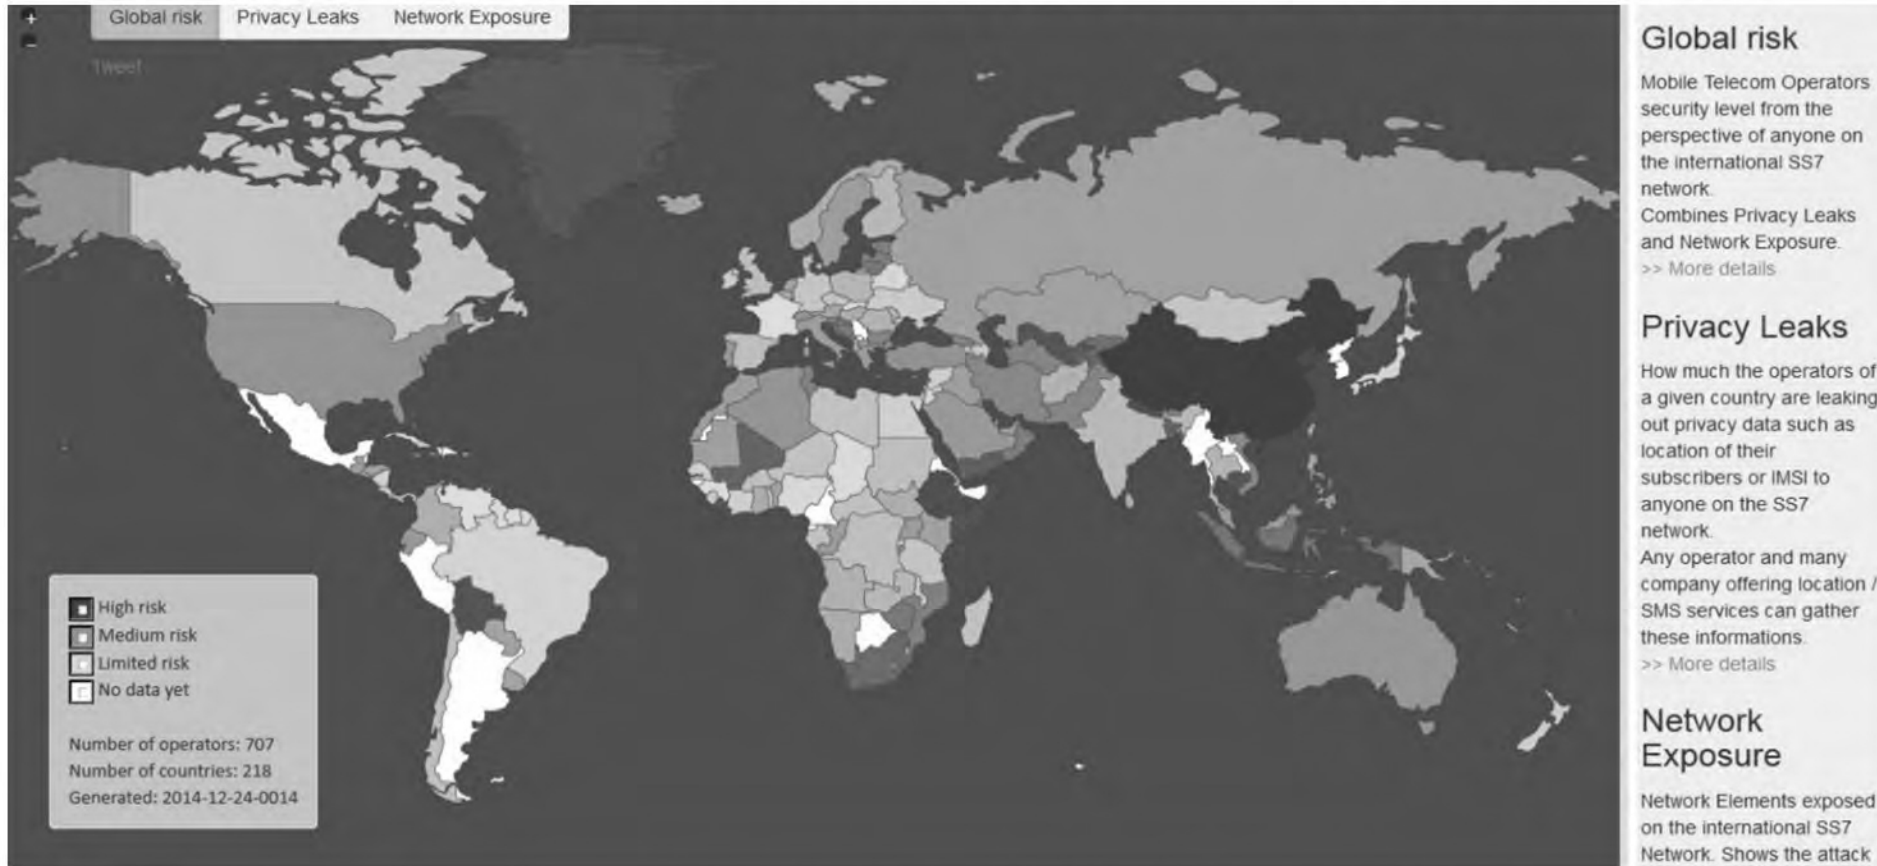 +
Global risk Privacy Leaks Network Exposure
−
Tweet
High risk
Medium risk
Limited risk
No data yet
Number of operators: 707
Number of countries: 218
Generated: 2014-12-24-0014
Global risk
Mobile Telecom Operators
security level from the
perspective of anyone on
the international SS7
network.
Combines Privacy Leaks
and Network Exposure.
>> More details
Privacy Leaks
How much the operators of
a given country are leaking
out privacy data such as
location of their
subscribers or IMSI to
anyone on the SS7
network.
Any operator and many
company offering location /
SMS services can gather
these informations.
>> More details
Network
Exposure
Network Elements exposed
on the international SS7
Network. Shows the attack